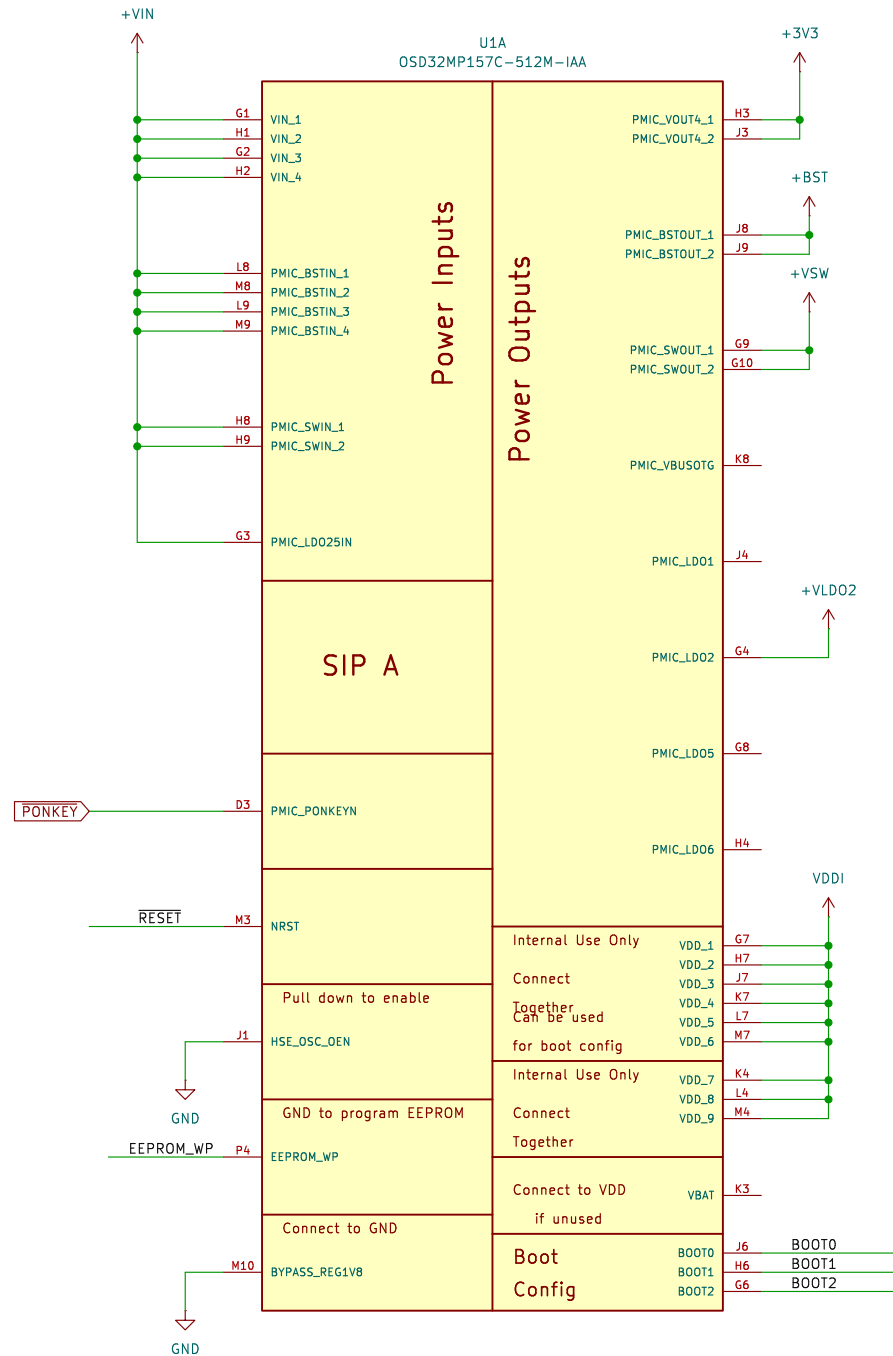 +VIN
U1A
OSD32MP157C-512M-IAA
+3V3
G1 VIN_1
H1 VIN_2
G2 VIN_3
H2 VIN_4
L8 PMIC_BSTIN_1
M8 PMIC_BSTIN_2
L9 PMIC_BSTIN_3
M9 PMIC_BSTIN_4
H8 PMIC_SWIN_1
H9 PMIC_SWIN_2
G3 PMIC_LDO25IN
Power Inputs
SIP A
PONKEY
D3 PMIC_PONKEYN
RESET
M3 NRST
Pull down to enable
J1 HSE_OSC_OEN
GND
GND to program EEPROM
EEPROM_WP
P4 EEPROM_WP
Connect to GND
M10 BYPASS_REG1V8
GND
Power Outputs
PMIC_VOUT4_1 H3
PMIC_VOUT4_2 J3
+BST
PMIC_BSTOUT_1 J8
PMIC_BSTOUT_2 J9
+VSW
PMIC_SWOUT_1 G9
PMIC_SWOUT_2 G10
PMIC_VBUSOTG K8
PMIC_LDO1 J4
+VLDO2
PMIC_LDO2 G4
PMIC_LDO5 G8
PMIC_LDO6 H4
VDDI
Internal Use Only
Connect
Together
Can be used
for boot config
VDD_1 G7
VDD_2 H7
VDD_3 J7
VDD_4 K7
VDD_5 L7
VDD_6 M7
Internal Use Only
Connect
Together
VDD_7 K4
VDD_8 L4
VDD_9 M4
Connect to VDD
if unused
VBAT K3
Boot
Config
BOOT0 J6 BOOT0
BOOT1 H6 BOOT1
BOOT2 G6 BOOT2